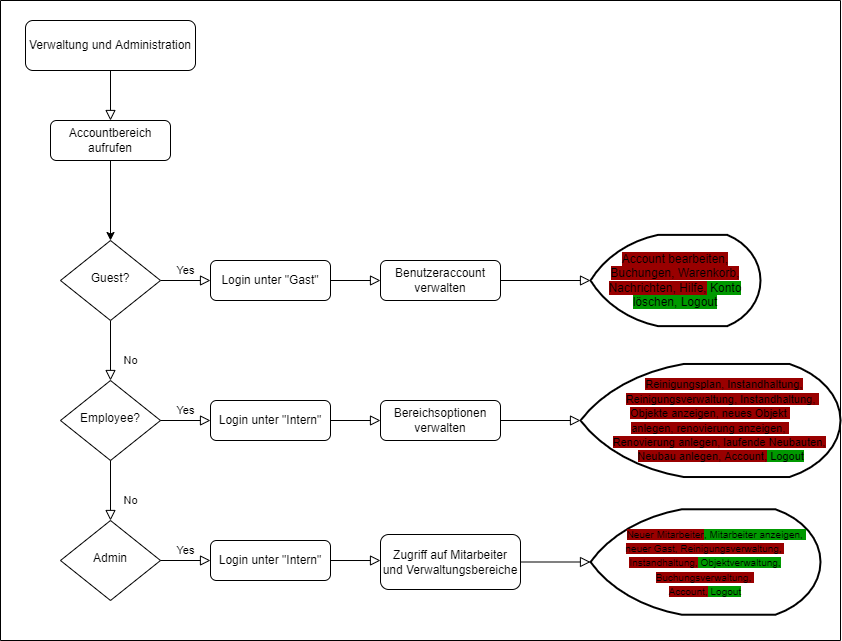 Verwaltung und Administration
Accountbereich
aufrufen
Guest?
Yes
Login unter "Gast"
Benutzeraccount
verwalten
Account bearbeiten,
Buchungen, Warenkorb
Nachrichten, Hilfe, Konto
löschen, Logout
No
Employee?
Yes
Login unter "Intern"
Bereichsoptionen
verwalten
Reinigungsplan, Instandhaltung,
Reinigungsverwaltung, Instandhaltung,
Objekte anzeigen, neues Objekt
anlegen, renovierung anzeigen,
Renovierung anlegen, laufende Neubauten,
Neubau anlegen, Account, Logout
No
Admin
Yes
Login unter "Intern"
Zugriff auf Mitarbeiter
und Verwaltungsbereiche
Neuer Mitarbeiter, Mitarbeiter anzeigen,
neuer Gast, Reinigungsverwaltung,
Instandhaltung, Objektverwaltung,
Buchungsverwaltung,
Account, Logout